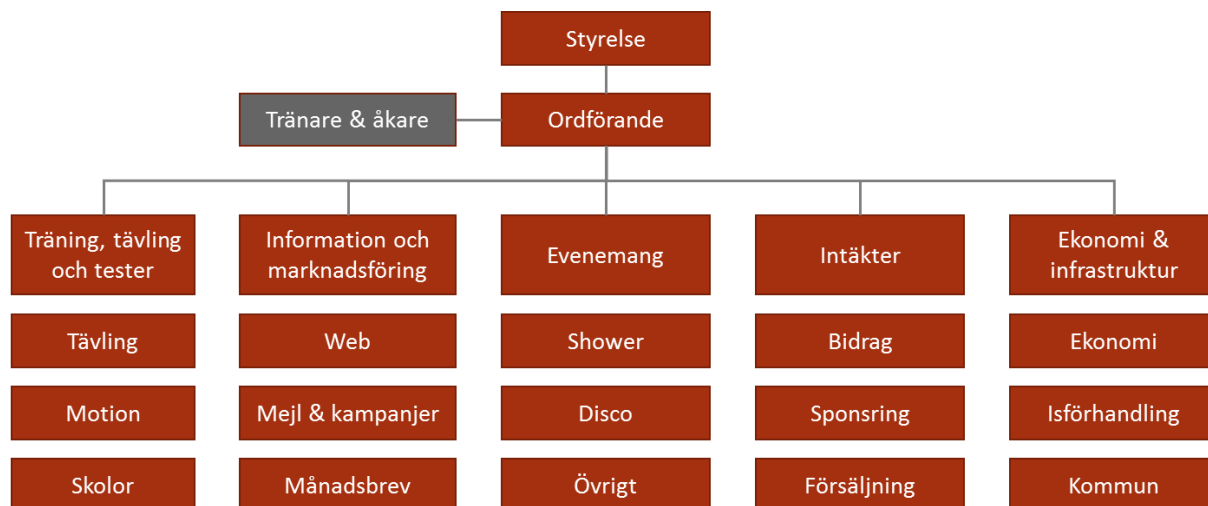 Styrelse
Tränare & åkare
Ordförande
Träning, tävling
och tester
Information och
marknadsföring
Evenemang
Intäkter
Ekonomi &
infrastruktur
Tävling
Web
Shower
Bidrag
Ekonomi
Motion
Mejl & kampanjer
Disco
Sponsring
Isförhandling
Skolor
Månadsbrev
Övrigt
Försäljning
Kommun